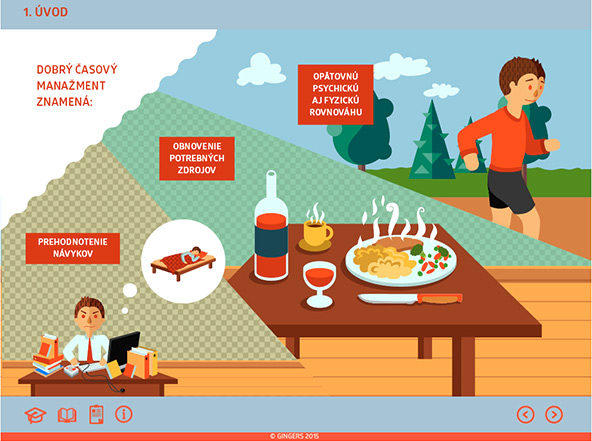 1. ÚVOD
DOBRÝ ČASOVÝ
MANAŽMENT
ZNAMENÁ:
OPÄTOVNÚ
PSYCHICKÚ
AJ FYZICKÚ
ROVNOVÁHU
OBNOVENIE
POTREBNÝCH
ZDROJOV
PREHODNOTENIE
NÁVYKOV
© GINGERS 2015